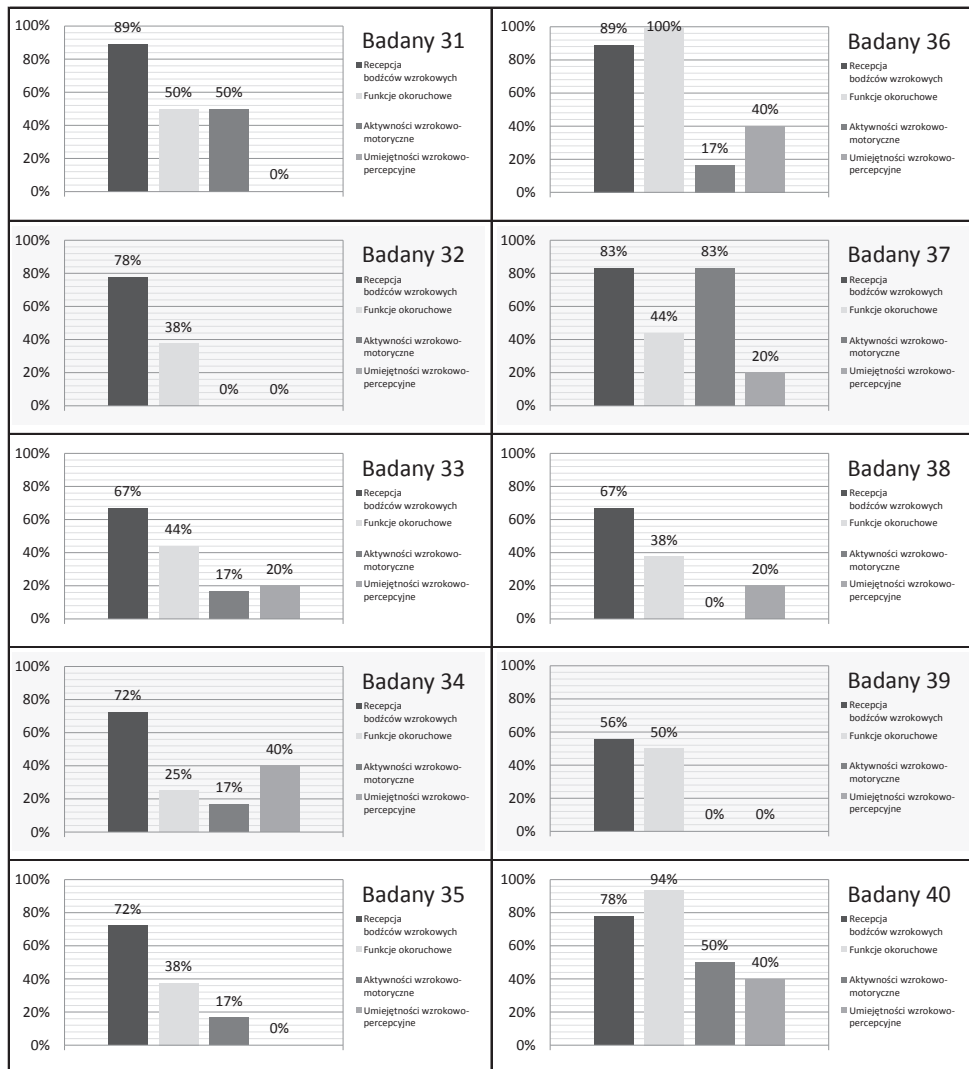 Badany 31
100%
80%
60%
40%
20%
0%
89%
50%
50%
0%
Recepcja
bodźców wzrokowych
Funkcje okoruchowe
Aktywności wzrokowo-
motoryczne
Umiejętności wzrokowo-
percepcyjne
Badany 36
100%
80%
60%
40%
20%
0%
89%
100%
17%
40%
Recepcja
bodźców wzrokowych
Funkcje okoruchowe
Aktywności wzrokowo-
motoryczne
Umiejętności wzrokowo-
percepcyjne
Badany 32
100%
80%
60%
40%
20%
0%
78%
38%
0%
0%
Recepcja
bodźców wzrokowych
Funkcje okoruchowe
Aktywności wzrokowo-
motoryczne
Umiejętności wzrokowo-
percepcyjne
Badany 37
100%
80%
60%
40%
20%
0%
83%
44%
83%
20%
Recepcja
bodźców wzrokowych
Funkcje okoruchowe
Aktywności wzrokowo-
motoryczne
Umiejętności wzrokowo-
percepcyjne
Badany 33
100%
80%
60%
40%
20%
0%
67%
44%
17%
20%
Recepcja
bodźców wzrokowych
Funkcje okoruchowe
Aktywności wzrokowo-
motoryczne
Umiejętności wzrokowo-
percepcyjne
Badany 38
100%
80%
60%
40%
20%
0%
67%
38%
0%
20%
Recepcja
bodźców wzrokowych
Funkcje okoruchowe
Aktywności wzrokowo-
motoryczne
Umiejętności wzrokowo-
percepcyjne
Badany 34
100%
80%
60%
40%
20%
0%
72%
25%
17%
40%
Recepcja
bodźców wzrokowych
Funkcje okoruchowe
Aktywności wzrokowo-
motoryczne
Umiejętności wzrokowo-
percepcyjne
Badany 39
100%
80%
60%
40%
20%
0%
56%
50%
0%
0%
Recepcja
bodźców wzrokowych
Funkcje okoruchowe
Aktywności wzrokowo-
motoryczne
Umiejętności wzrokowo-
percepcyjne
Badany 35
100%
80%
60%
40%
20%
0%
72%
38%
17%
0%
Recepcja
bodźców wzrokowych
Funkcje okoruchowe
Aktywności wzrokowo-
motoryczne
Umiejętności wzrokowo-
percepcyjne
Badany 40
100%
80%
60%
40%
20%
0%
78%
94%
50%
40%
Recepcja
bodźców wzrokowych
Funkcje okoruchowe
Aktywności wzrokowo-
motoryczne
Umiejętności wzrokowo-
percepcyjne